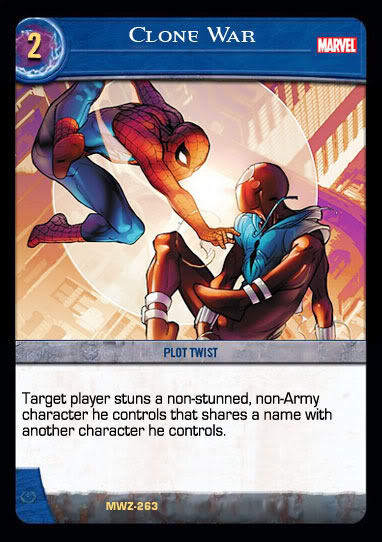 2
Clone War
MARVEL
PLOT TWIST
Target player stuns a non-stunned, non-Army
character he controls that shares a name with
another character he controls.
MWZ-263